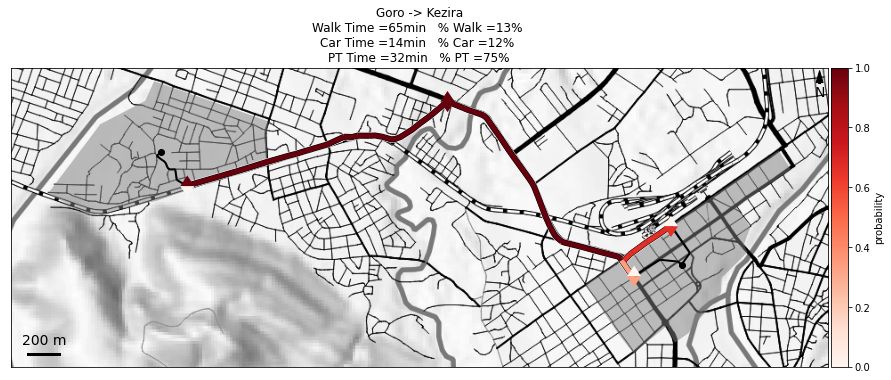 Goro -> Kezira
Walk Time =65min   % Walk =13%
Car Time =14min   % Car =12%
PT Time =32min   % PT =75%
N
200 m
1.0
0.8
0.6
0.4
0.2
0.0
probability